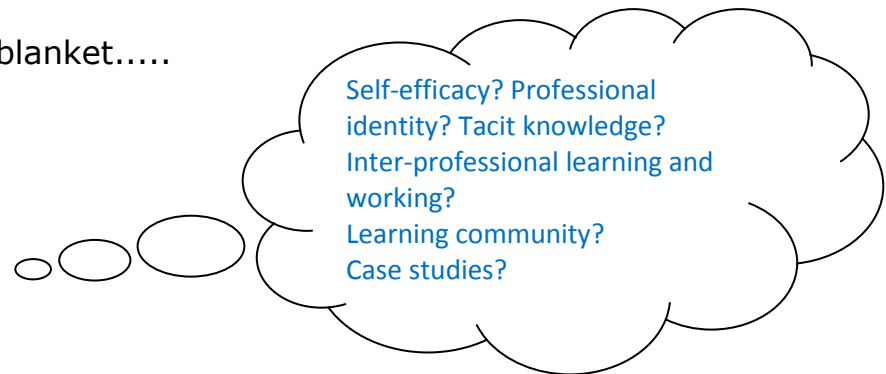 blanket.....
Self-efficacy? Professional
identity? Tacit knowledge?
Inter-professional learning and
working?
Learning community?
Case studies?